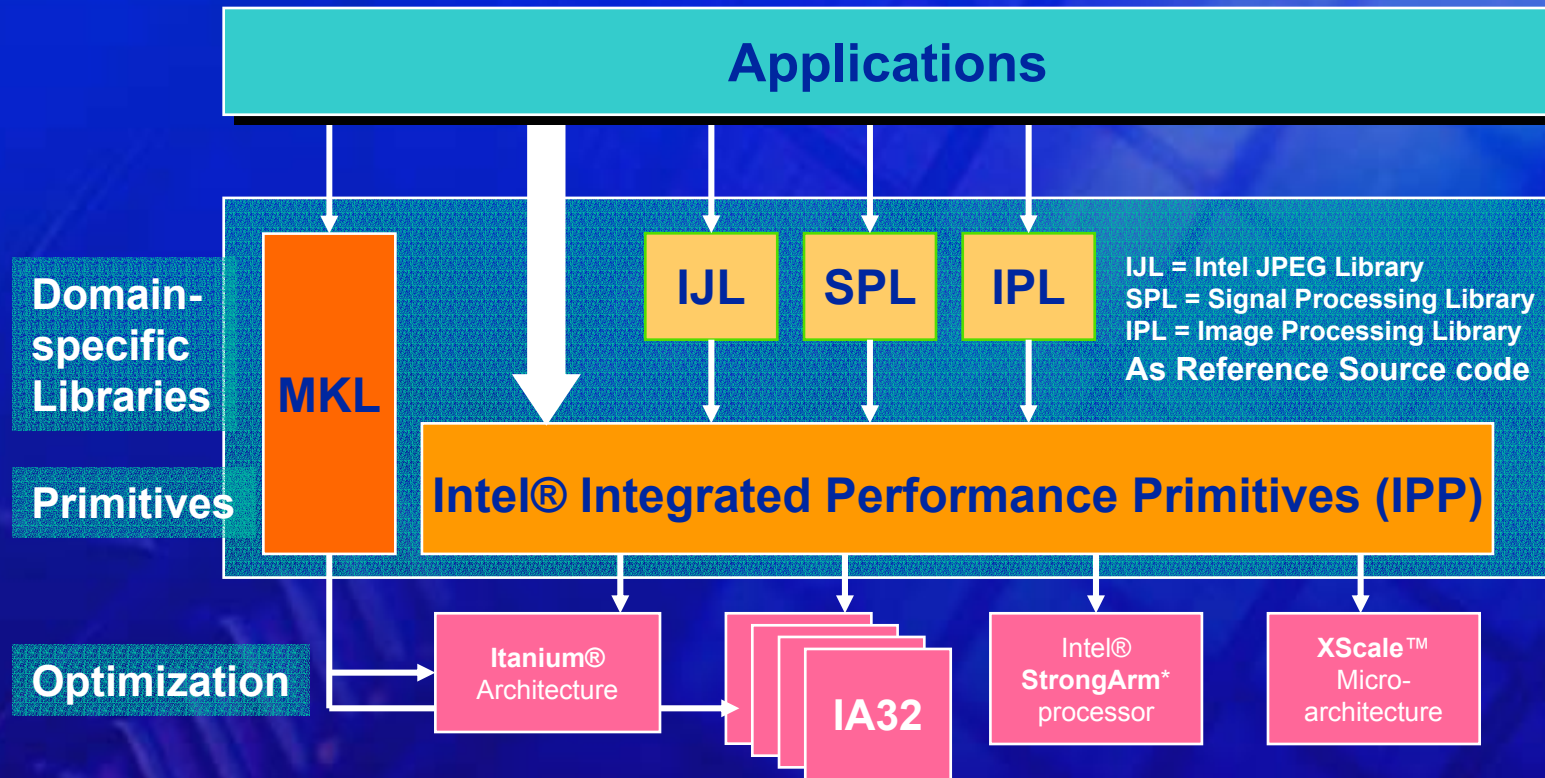 Applications
Domain-
specific
Libraries
MKL
IJL
SPL
IPL
IJL = Intel JPEG Library
SPL = Signal Processing Library
IPL = Image Processing Library
As Reference Source code
Primitives
Intel® Integrated Performance Primitives (IPP)
Optimization
Itanium®
Architecture
IA32
Intel®
StrongArm*
processor
XScale™
Micro-
architecture